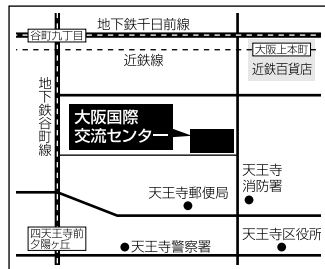 地下鉄千日前線
谷町九丁目
大阪上本町
近鉄線
近鉄百貨店
地下鉄谷町線
大阪国際
交流センター
天王寺
消防署
天王寺郵便局
四天王寺前
夕陽ヶ丘
天王寺警察署
天王寺区役所